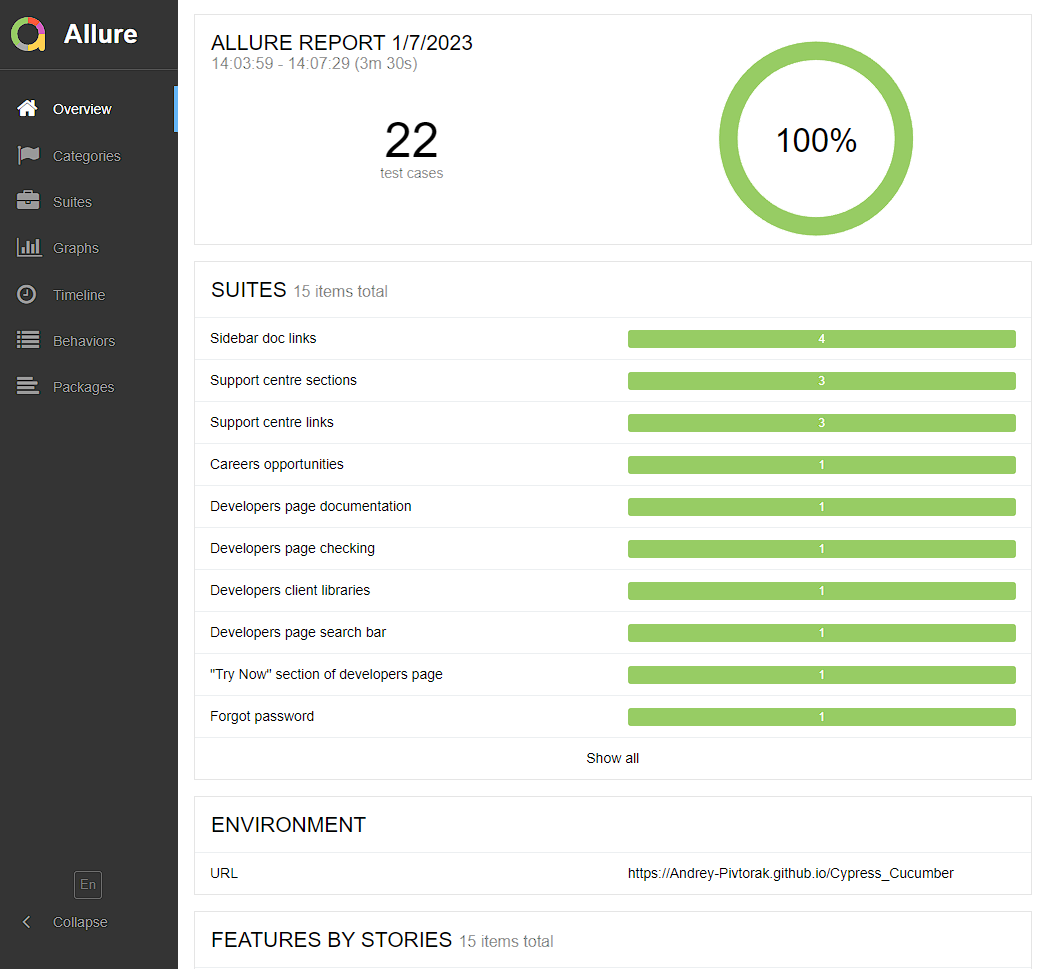 Allure
Overview
Categories
Suites
Graphs
Timeline
Behaviors
Packages
En
Collapse
ALLURE REPORT 1/7/2023
14:03:59 - 14:07:29 (3m 30s)
22
test cases
100%
SUITES 15 items total
Sidebar doc links 4
Support centre sections 3
Support centre links 3
Careers opportunities 1
Developers page documentation 1
Developers page checking 1
Developers client libraries 1
Developers page search bar 1
"Try Now" section of developers page 1
Forgot password 1
Show all
ENVIRONMENT
URL https://Andrey-Pivtorak.github.io/Cypress_Cucumber
FEATURES BY STORIES 15 items total